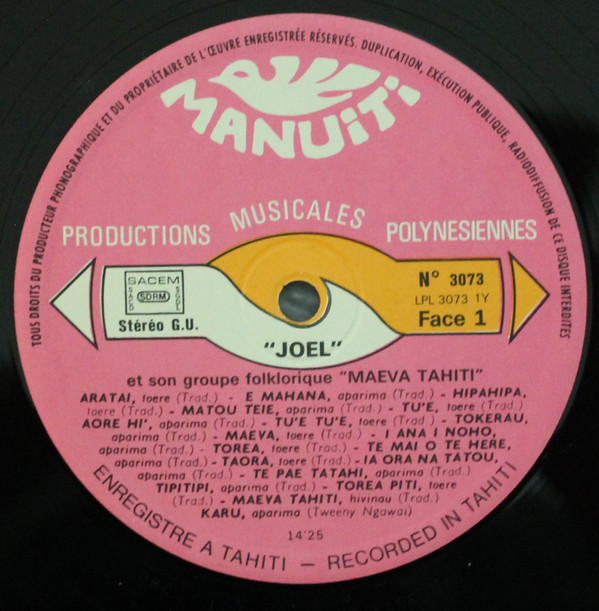 TOUS DROITS DU PRODUCTEUR PHONOGRAPHIQUE ET DU PROPRIÉTAIRE DE L'ŒUVRE ENREGISTRÉE RÉSERVÉS. DUPLICATION, EXÉCUTION PUBLIQUE, RADIODIFFUSION DE CE DISQUE INTERDITES
MANUiTi
PRODUCTIONS MUSICALES POLYNESIENNES
SACEM
SACD SDRM SGDL
Stéréo G.U.
N° 3073
LPL 3073 1Y
Face 1
"JOEL"
et son groupe folklorique "MAEVA TAHITI"
ARATAI, toere (Trad.) - E MAHANA, aparima (Trad.) - HIPAHIPA,
toere (Trad.) - MATOU TEIE, aparima (Trad.) - TU'E, toere (Trad.)
AORE HI', aparima (Trad.) - TU'E TU'E, toere (Trad.) - TOKERAU,
aparima (Trad.) - MAEVA, toere (Trad.) - I ANA I NOHO,
aparima (Trad.) - TOREA, toere (Trad.) - TE MAI O TE HERE,
aparima (Trad.) - TAORA, toere (Trad.) - IA ORA NA TATOU,
aparima (Trad.) - TE PAE TATAHI, aparima (Trad.)
TIPITIPI, aparima (Trad.) - TOREA PITI, toere
(Trad.) - MAEVA TAHITI, hivinau (Trad.)
KARU, aparima (Tweeny Ngawai)
14'25
ENREGISTRE A TAHITI - RECORDED IN TAHITI